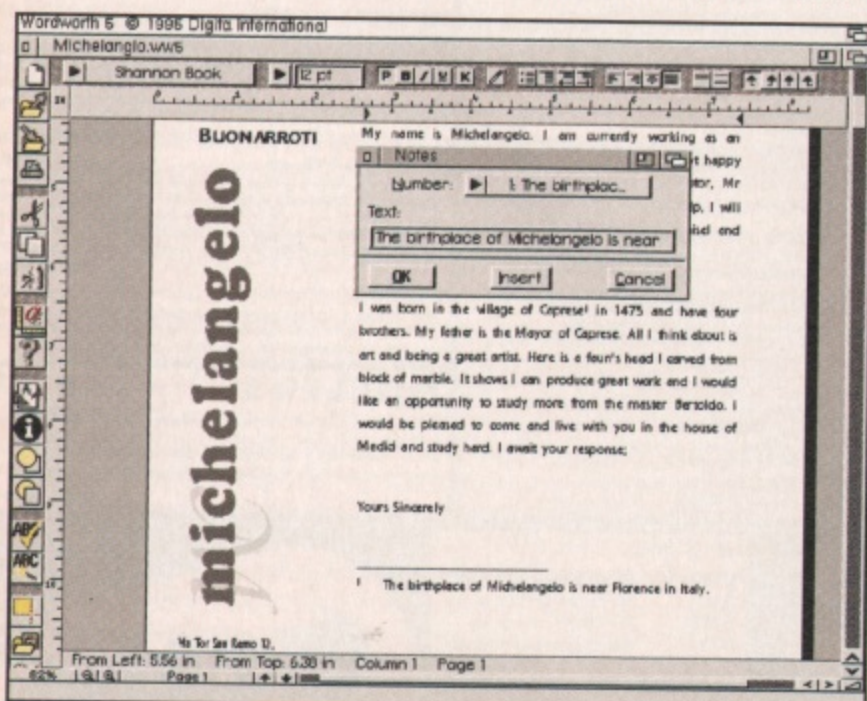 Wordworth 5 © 1995 Digita International
Michelanglo.ww5
Shannon Book 12 pt P B I U K
BUONARROTI
michelangelo
My name is Michelangelo. I am currently working as an
t happy
tor, Mr
p, I will
isel and
Notes
Number: 1: The birthplac...
Text:
The birthplace of Michelangelo is near
OK Insert Cancel
I was born in the village of Caprese¹ in 1475 and have four
brothers. My father is the Mayor of Caprese. All I think about is
art and being a great artist. Here is a faun's head I carved from
block of marble. It shows I can produce great work and I would
like an opportunity to study more from the master Bertoldo. I
would be pleased to come and live with you in the house of
Medici and study hard. I await your response;
Yours Sincerely
¹ The birthplace of Michelangelo is near Florence in Italy.
From Left: 5.56 in From Top: 6.38 in Column 1 Page 1
62% Page 1